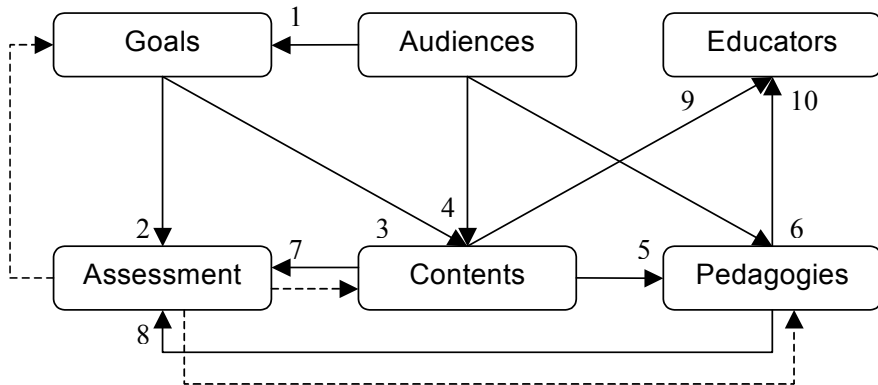 Goals
1
Audiences
Educators
9
10
2
3
4
6
7
5
Assessment
Contents
Pedagogies
8